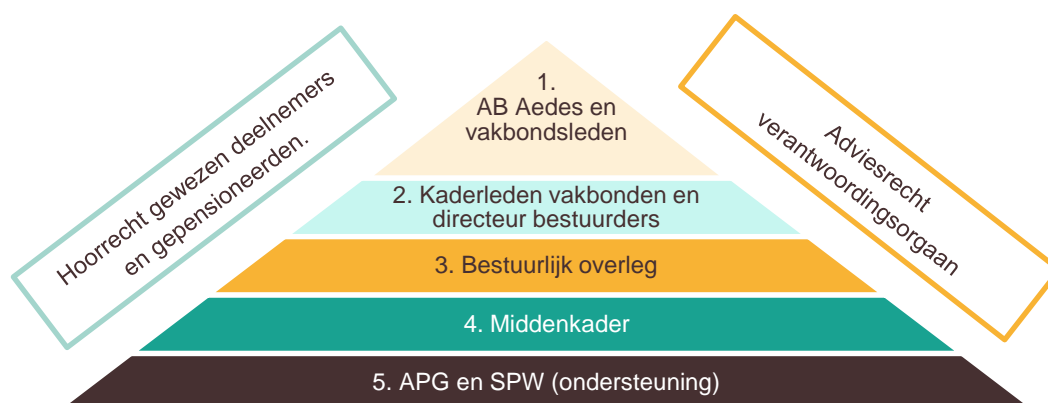 Hoorrecht gewezen deelnemers
en gepensioneerden.
1.
AB Aedes en
vakbondsleden
2. Kaderleden vakbonden en
directeur bestuurders
3. Bestuurlijk overleg
4. Middenkader
5. APG en SPW (ondersteuning)
Adviesrecht
verantwoordingsorgaan